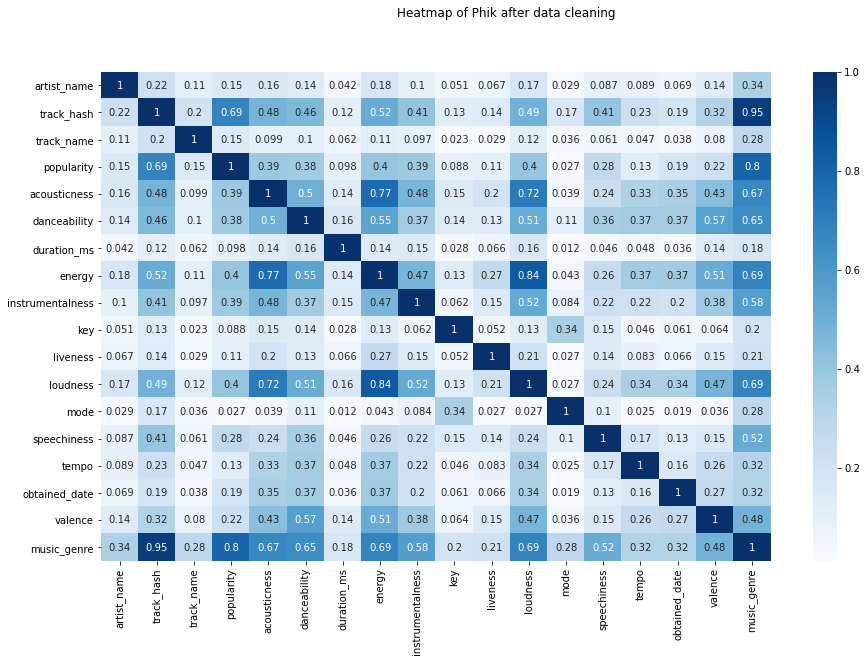 Heatmap of Phik after data cleaning
artist_name 1 0.22 0.11 0.15 0.16 0.14 0.042 0.18 0.1 0.051 0.067 0.17 0.029 0.087 0.089 0.069 0.14 0.34
track_hash 0.22 1 0.2 0.69 0.48 0.46 0.12 0.52 0.41 0.13 0.14 0.49 0.17 0.41 0.23 0.19 0.32 0.95
track_name 0.11 0.2 1 0.15 0.099 0.1 0.062 0.11 0.097 0.023 0.029 0.12 0.036 0.061 0.047 0.038 0.08 0.28
popularity 0.15 0.69 0.15 1 0.39 0.38 0.098 0.4 0.39 0.088 0.11 0.4 0.027 0.28 0.13 0.19 0.22 0.8
acousticness 0.16 0.48 0.099 0.39 1 0.5 0.14 0.77 0.48 0.15 0.2 0.72 0.039 0.24 0.33 0.35 0.43 0.67
danceability 0.14 0.46 0.1 0.38 0.5 1 0.16 0.55 0.37 0.14 0.13 0.51 0.11 0.36 0.37 0.37 0.57 0.65
duration_ms 0.042 0.12 0.062 0.098 0.14 0.16 1 0.14 0.15 0.028 0.066 0.16 0.012 0.046 0.048 0.036 0.14 0.18
energy 0.18 0.52 0.11 0.4 0.77 0.55 0.14 1 0.47 0.13 0.27 0.84 0.043 0.26 0.37 0.37 0.51 0.69
instrumentalness 0.1 0.41 0.097 0.39 0.48 0.37 0.15 0.47 1 0.062 0.15 0.52 0.084 0.22 0.22 0.2 0.38 0.58
key 0.051 0.13 0.023 0.088 0.15 0.14 0.028 0.13 0.062 1 0.052 0.13 0.34 0.15 0.046 0.061 0.064 0.2
liveness 0.067 0.14 0.029 0.11 0.2 0.13 0.066 0.27 0.15 0.052 1 0.21 0.027 0.14 0.083 0.066 0.15 0.21
loudness 0.17 0.49 0.12 0.4 0.72 0.51 0.16 0.84 0.52 0.13 0.21 1 0.027 0.24 0.34 0.34 0.47 0.69
mode 0.029 0.17 0.036 0.027 0.039 0.11 0.012 0.043 0.084 0.34 0.027 0.027 1 0.1 0.025 0.019 0.036 0.28
speechiness 0.087 0.41 0.061 0.28 0.24 0.36 0.046 0.26 0.22 0.15 0.14 0.24 0.1 1 0.17 0.13 0.15 0.52
tempo 0.089 0.23 0.047 0.13 0.33 0.37 0.048 0.37 0.22 0.046 0.083 0.34 0.025 0.17 1 0.16 0.26 0.32
obtained_date 0.069 0.19 0.038 0.19 0.35 0.37 0.036 0.37 0.2 0.061 0.066 0.34 0.019 0.13 0.16 1 0.27 0.32
valence 0.14 0.32 0.08 0.22 0.43 0.57 0.14 0.51 0.38 0.064 0.15 0.47 0.036 0.15 0.26 0.27 1 0.48
music_genre 0.34 0.95 0.28 0.8 0.67 0.65 0.18 0.69 0.58 0.2 0.21 0.69 0.28 0.52 0.32 0.32 0.48 1
artist_name track_hash track_name popularity acousticness danceability duration_ms energy instrumentalness key liveness loudness mode speechiness tempo obtained_date valence music_genre
1.0
0.8
0.6
0.4
0.2